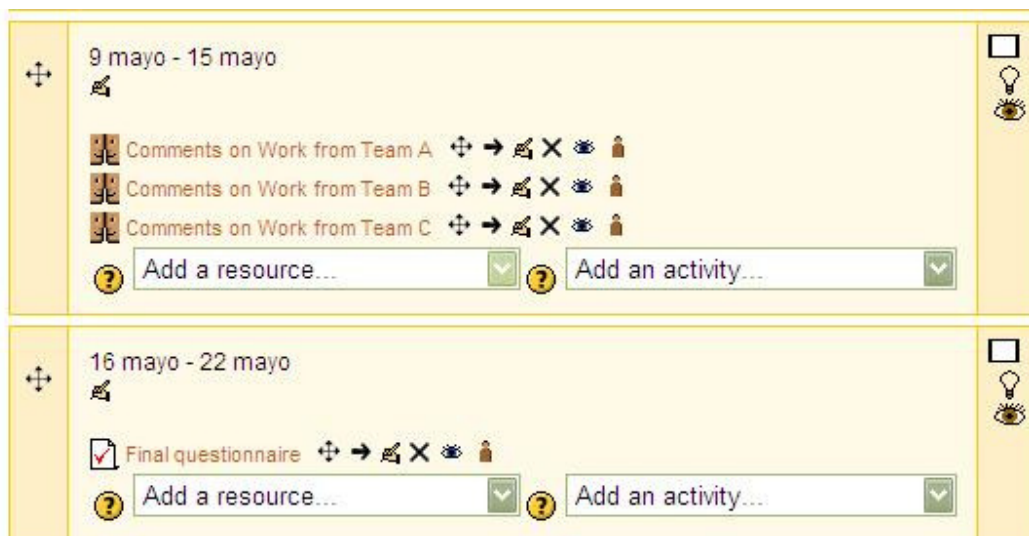 9 mayo - 15 mayo
Comments on Work from Team A
Comments on Work from Team B
Comments on Work from Team C
? Add a resource... ? Add an activity...
16 mayo - 22 mayo
Final questionnaire
? Add a resource... ? Add an activity...